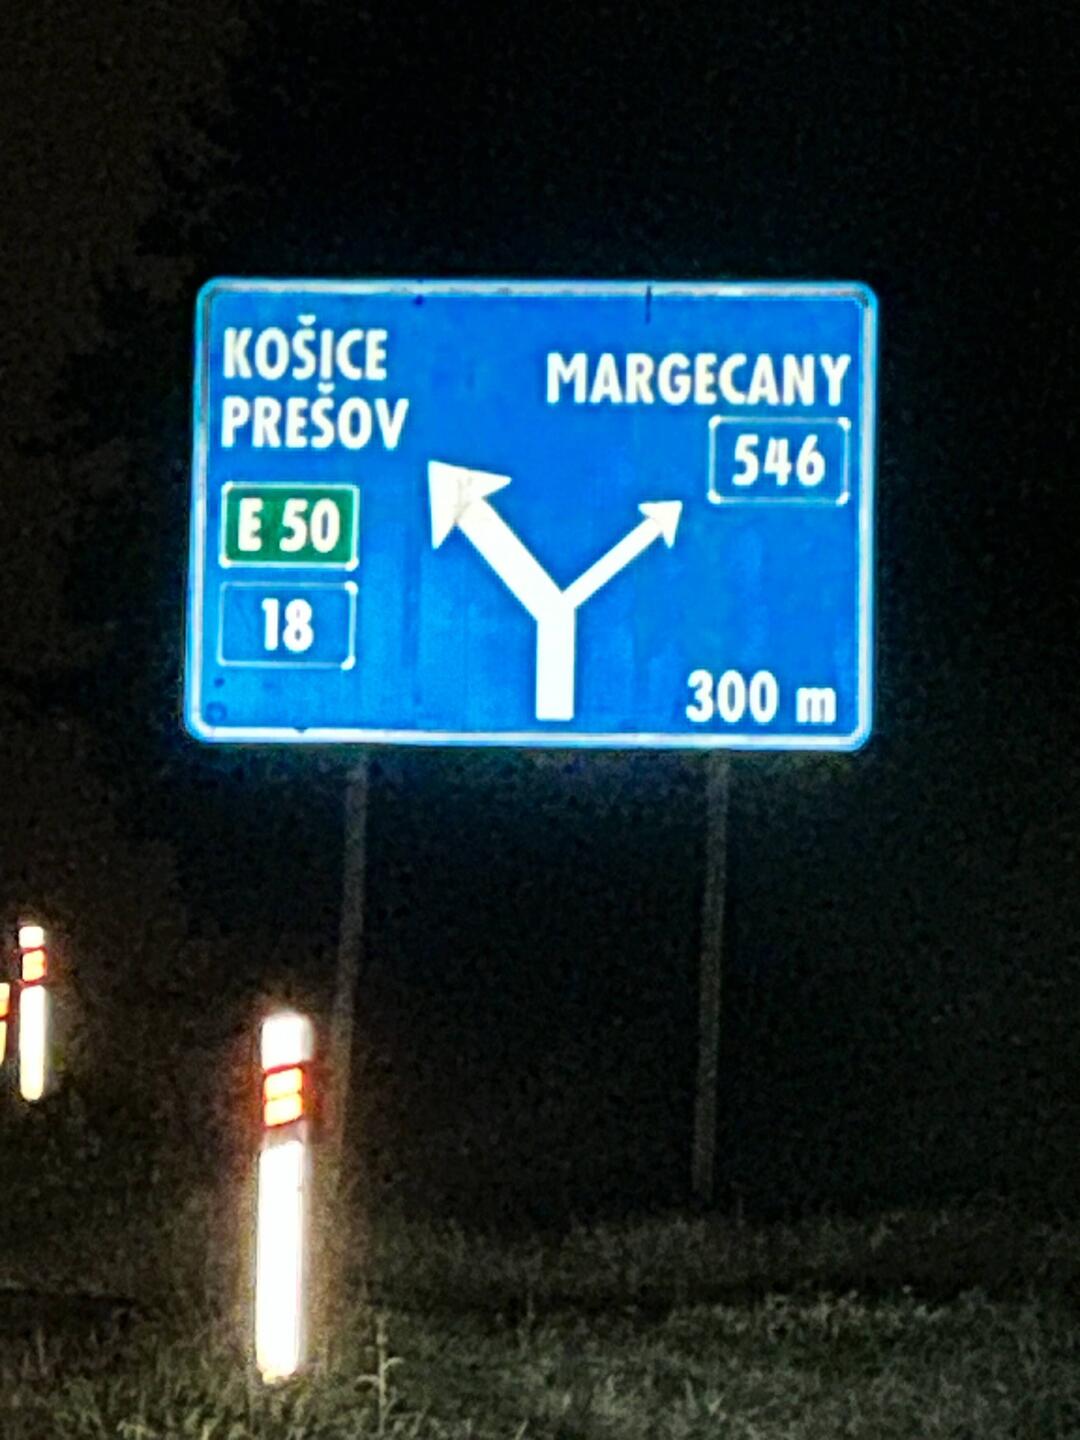 KOŠICE
PREŠOV
E 50
18
MARGECANY
546
300 m